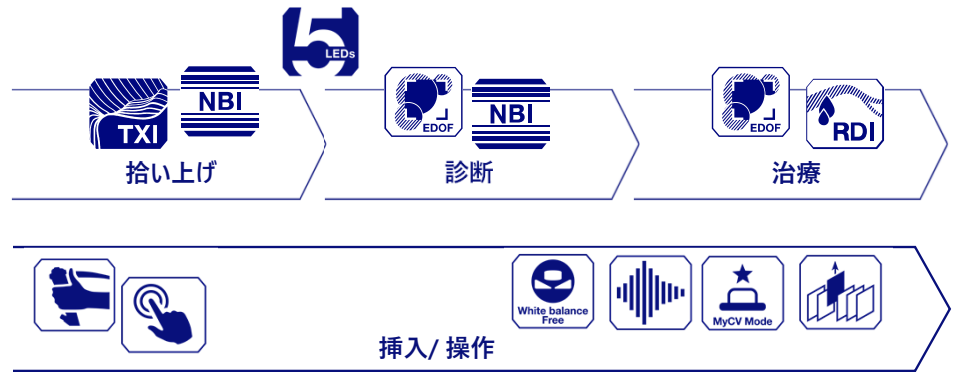 5
LEDs
TXI
NBI
EDOF
NBI
EDOF
RDI
拾い上げ
診断
治療
White balance
Free
MyCV Mode
挿入/ 操作